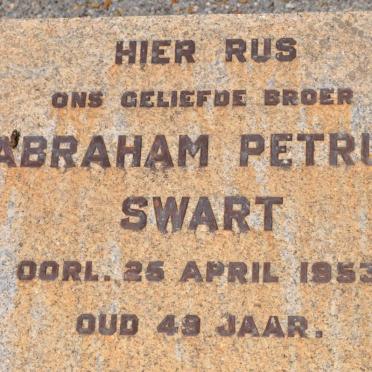 HIER RUS
ONS GELIEFDE BROER
ABRAHAM PETRU
SWART
OORL. 25 APRIL 1953
OUD 49 JAAR.